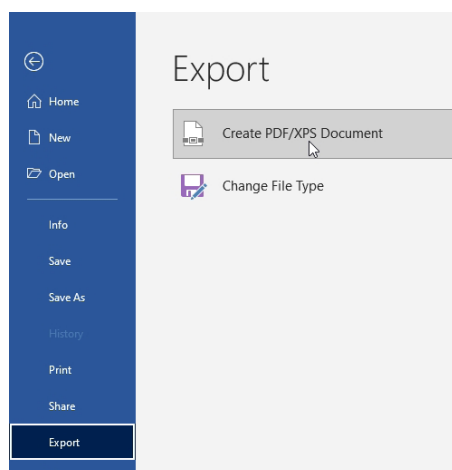 Home
New
Open
Info
Save
Save As
History
Print
Share
Export
Export
Create PDF/XPS Document
Change File Type